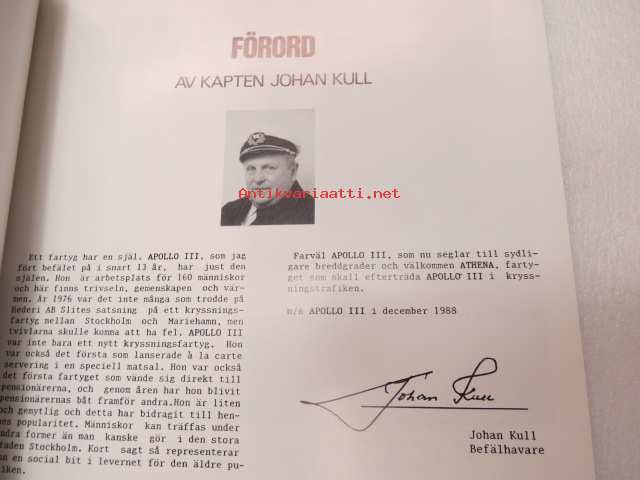 FÖRORD
AV KAPTEN JOHAN KULL
Antikvariaatti.net
Ett fartyg har en själ. APOLLO III, som jag
fört befälet på i snart 13 år, har just den
själen. Hon är arbetsplats för 160 människor
och här finns trivseln, gemenskapen och vär-
men. År 1976 var det inte många som trodde på
Rederi AB Slites satsning på ett kryssnings-
fartyg mellan Stockholm och Mariehamn, men
tvivlarna skulle komma att ha fel. APOLLO III
var inte bara ett nytt kryssningsfartyg. Hon
var också det första som lanserade à la carte
servering i en speciell matsal. Hon var också
det första fartyget som vände sig direkt till
pensionärerna, och genom åren har hon blivit
pensionärernas båt framför andra.Hon är liten
och gemytlig och detta har bidragit till hen-
nes popularitet. Människor kan träffas under
andra former än man kanske gör i den stora
staden Stockholm. Kort sagt så representerar
hon en social bit i levernet för den äldre pu-
bliken.
Farväl APOLLO III, som nu seglar till sydli-
gare breddgrader och välkommen ATHENA, farty-
get som skall efterträda APOLLO III i kryss-
ningstrafiken.
m/s APOLLO III i december 1988
Johan Kull
Johan Kull
Befälhavare